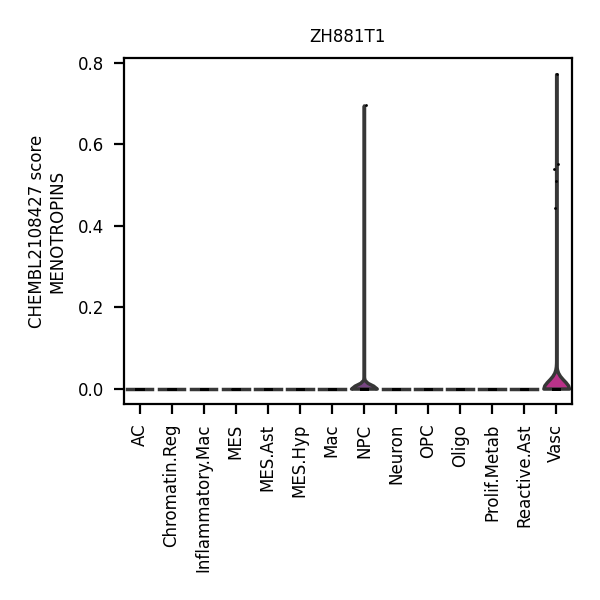 ZH881T1
CHEMBL2108427 score
MENOTROPINS
0.8
0.6
0.4
0.2
0.0
AC
Chromatin.Reg
Inflammatory.Mac
MES
MES.Ast
MES.Hyp
Mac
NPC
Neuron
OPC
Oligo
Prolif.Metab
Reactive.Ast
Vasc